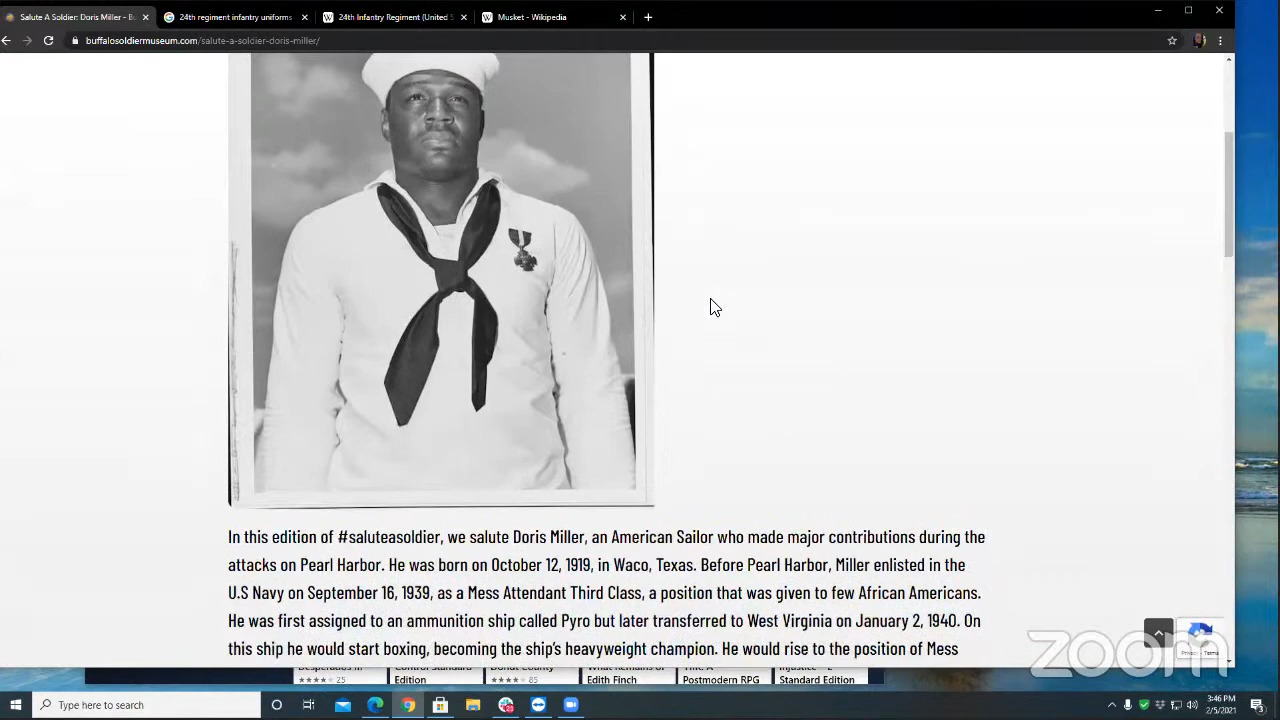 Salute A Soldier: Doris Miller - Bu
24th regiment infantry uniforms
24th Infantry Regiment (United S
Musket - Wikipedia
buffalosoldiermuseum.com/salute-a-soldier-doris-miller/
In this edition of #saluteasoldier, we salute Doris Miller, an American Sailor who made major contributions during the
attacks on Pearl Harbor. He was born on October 12, 1919, in Waco, Texas. Before Pearl Harbor, Miller enlisted in the
U.S Navy on September 16, 1939, as a Mess Attendant Third Class, a position that was given to few African Americans.
He was first assigned to an ammunition ship called Pyro but later transferred to West Virginia on January 2, 1940. On
this ship he would start boxing, becoming the ship's heavyweight champion. He would rise to the position of Mess
Privacy - Terms
zoom
Edition
25
85
Edith Finch
Postmodern RPG
Standard Edition
Type here to search
3:46 PM
2/5/2021
3